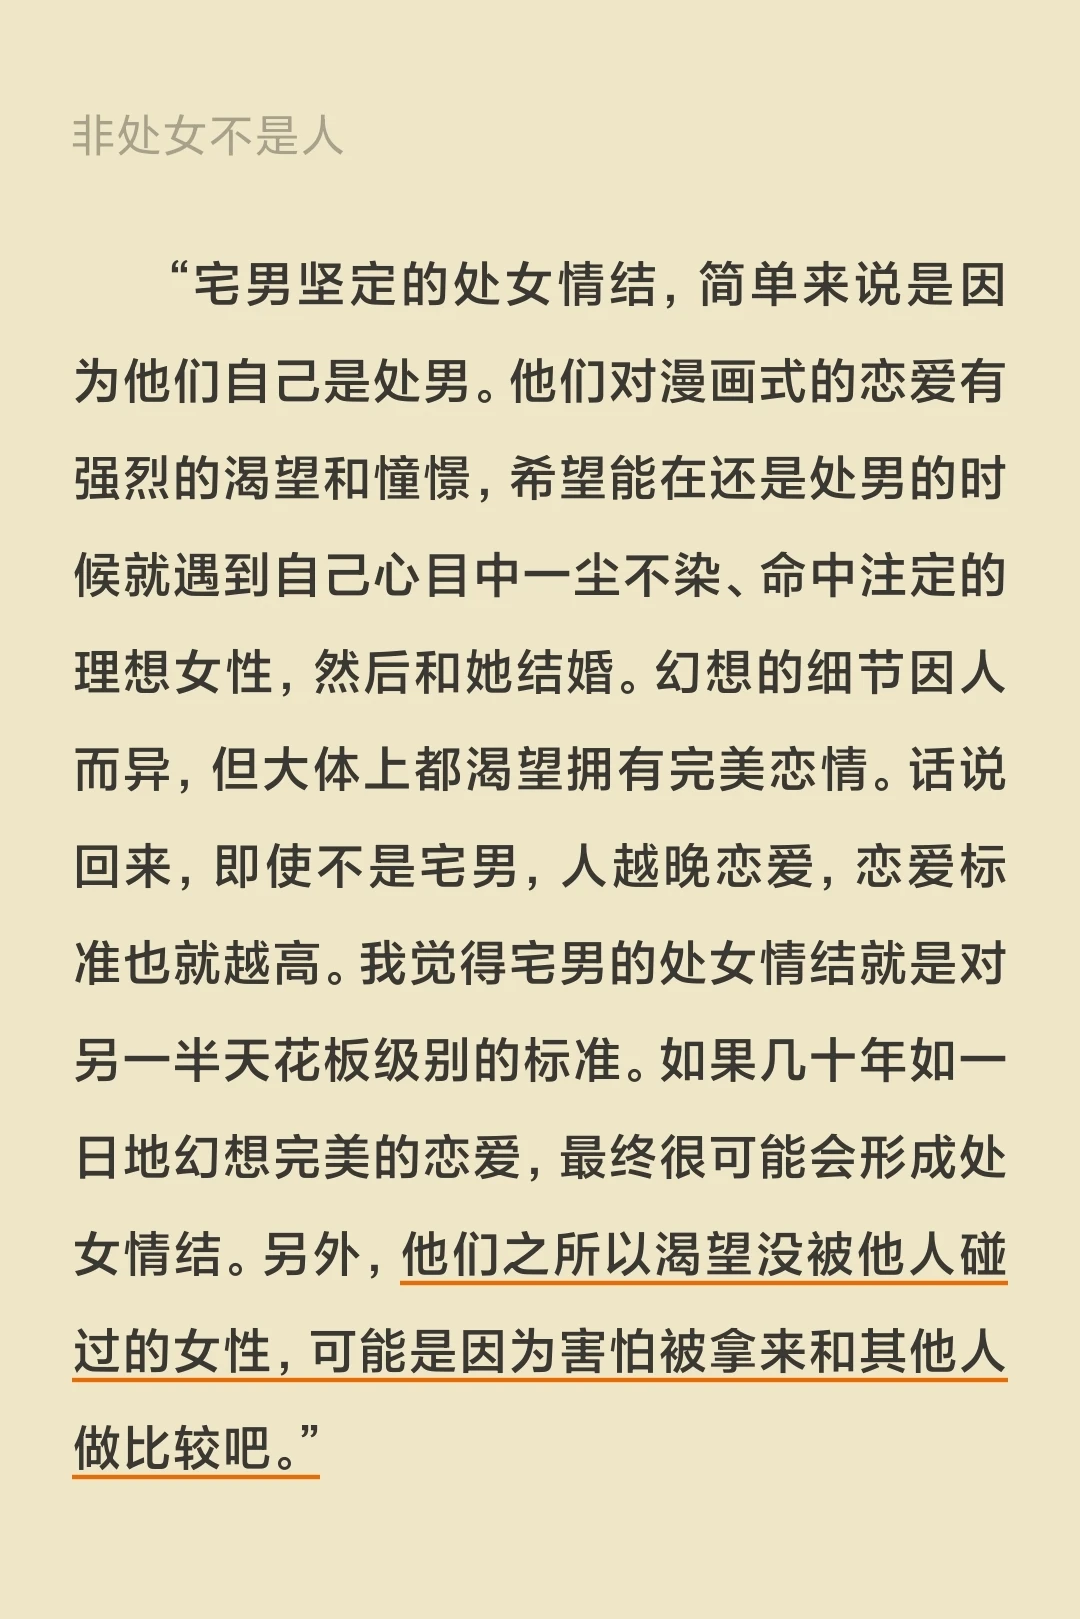 非处女不是人
“宅男坚定的处女情结，简单来说是因
为他们自己是处男。他们对漫画式的恋爱有
强烈的渴望和憧憬，希望能在还是处男的时
候就遇到自己心目中一尘不染、命中注定的
理想女性，然后和她结婚。幻想的细节因人
而异，但大体上都渴望拥有完美恋情。话说
回来，即使不是宅男，人越晚恋爱，恋爱标
准也就越高。我觉得宅男的处女情结就是对
另一半天花板级别的标准。如果几十年如一
日地幻想完美的恋爱，最终很可能会形成处
女情结。另外，他们之所以渴望没被他人碰
过的女性，可能是因为害怕被拿来和其他人
做比较吧。”